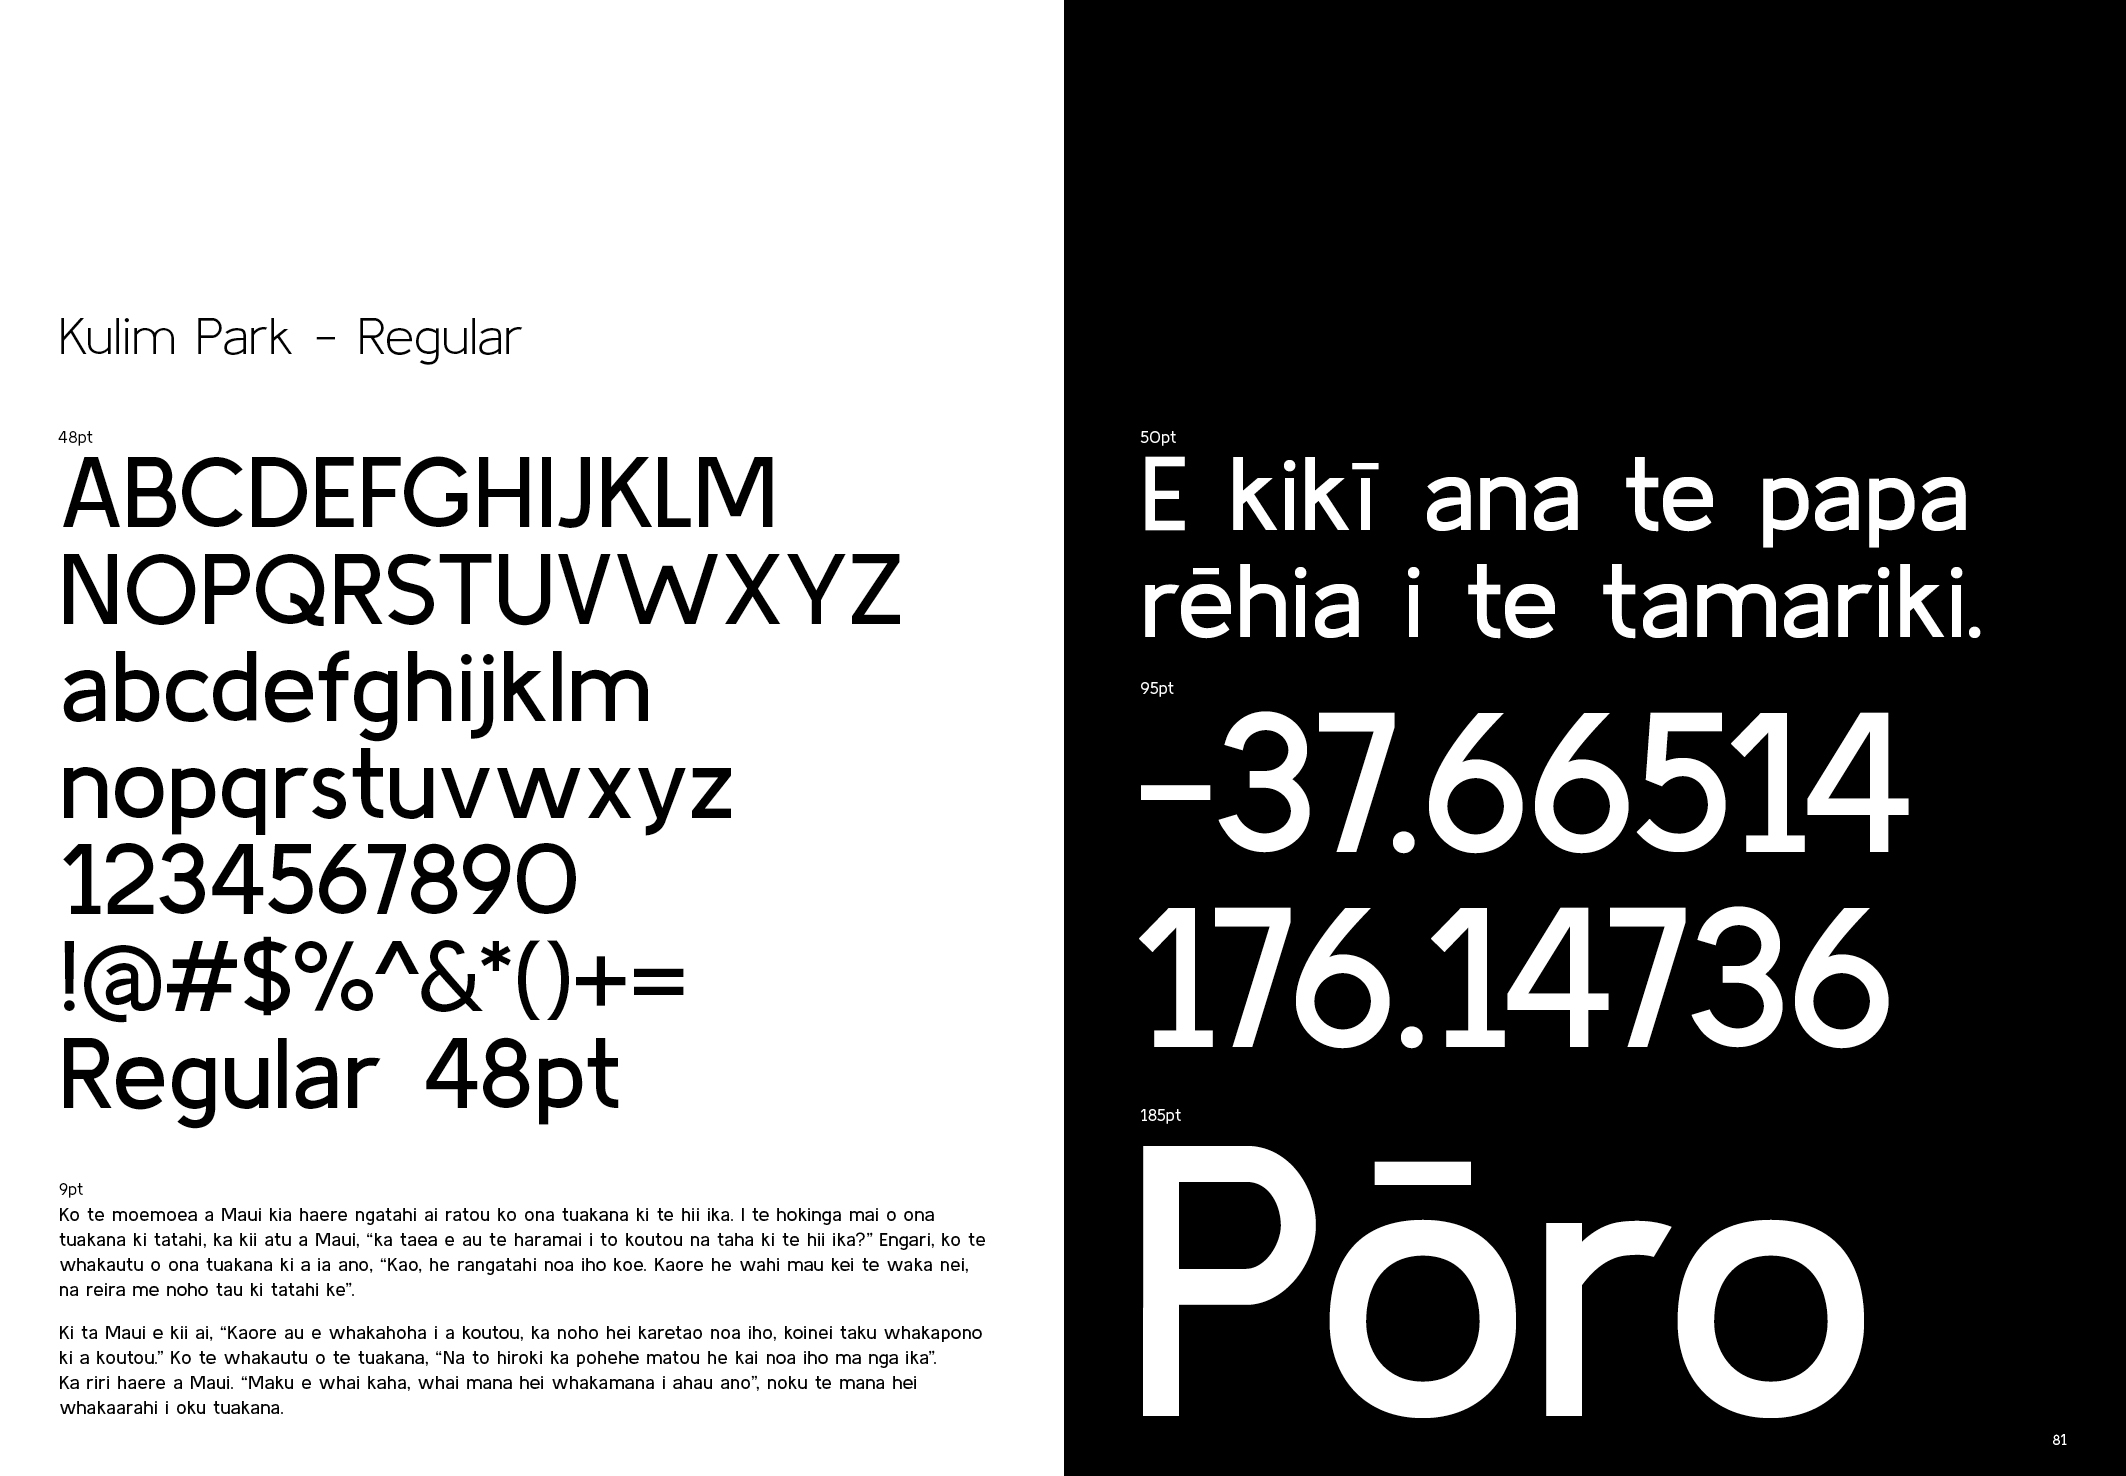 Kulim Park – Regular
48pt
ABCDEFGHIJKLM
NOPQRSTUVWXYZ
abcdefghijklm
nopqrstuvwxyz
1234567890
!@#$%^&*()+=
Regular 48pt
9pt
Ko te moemoea a Maui kia haere ngatahi ai ratou ko ona tuakana ki te hii ika. I te hokinga mai o ona
tuakana ki tatahi, ka kii atu a Maui, “ka taea e au te haramai i to koutou na taha ki te hii ika?” Engari, ko te
whakautu o ona tuakana ki a ia ano, “Kao, he rangatahi noa iho koe. Kaore he wahi mau kei te waka nei,
na reira me noho tau ki tatahi ke”.
Ki ta Maui e kii ai, “Kaore au e whakahoha i a koutou, ka noho hei karetao noa iho, koinei taku whakapono
ki a koutou.” Ko te whakautu o te tuakana, “Na to hiroki ka pohehe matou he kai noa iho ma nga ika”.
Ka riri haere a Maui. “Maku e whai kaha, whai mana hei whakamana i ahau ano”, noku te mana hei
whakaarahi i oku tuakana.
50pt
E kikī ana te papa
rēhia i te tamariki.
95pt
–37.66514
176.14736
185pt
Pōro
81